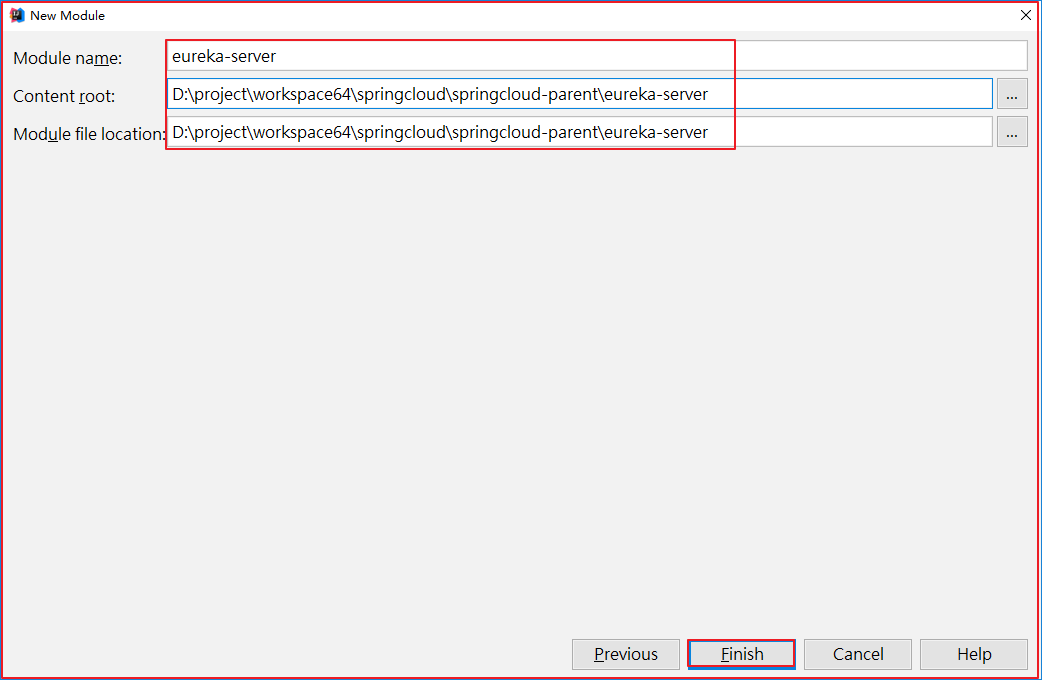 New Module
Module name: eureka-server
Content root: D:\project\workspace64\springcloud\springcloud-parent\eureka-server ...
Module file location: D:\project\workspace64\springcloud\springcloud-parent\eureka-server ...
Previous Finish Cancel Help